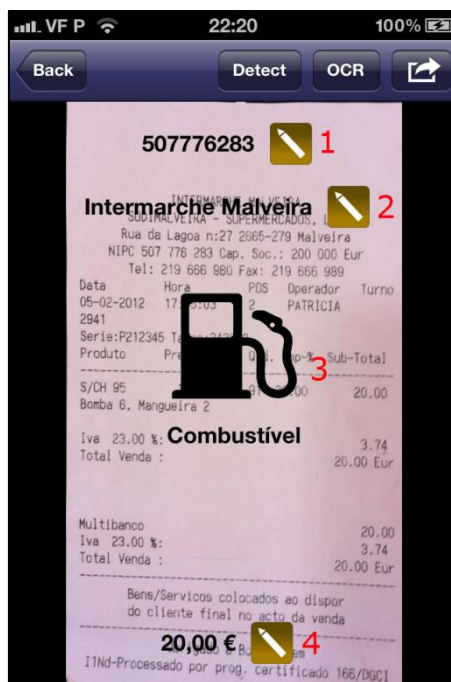 VF P 22:20 100%
Back Detect OCR
507776283 1
Intermarche Malveira 2
SODIMALVEIRA - SUPERMERCADOS, L
Rua da Lagoa n:27 2665-279 Malveira
NIPC 507 776 283 Cap. Soc.: 200 000 Eur
Tel: 219 666 980 Fax: 219 666 989
Data Hora POS Operador Turno
05-02-2012 2 PATRICIA
2941
Serie:P212345
Produto Sub-Total
3
S/CH 95 20.00
Bomba 6, Mangueira 2
Combustível
Iva 23.00 %: 3.74
Total Venda : 20.00 Eur
Multibanco 20.00
Iva 23.00 %: 3.74
Total Venda : 20.00 Eur
Bens/Servicos colocados ao dispor
do cliente final no acto da venda
20,00 € 4
I1Nd-Processado por prog. certificado 166/DGCI